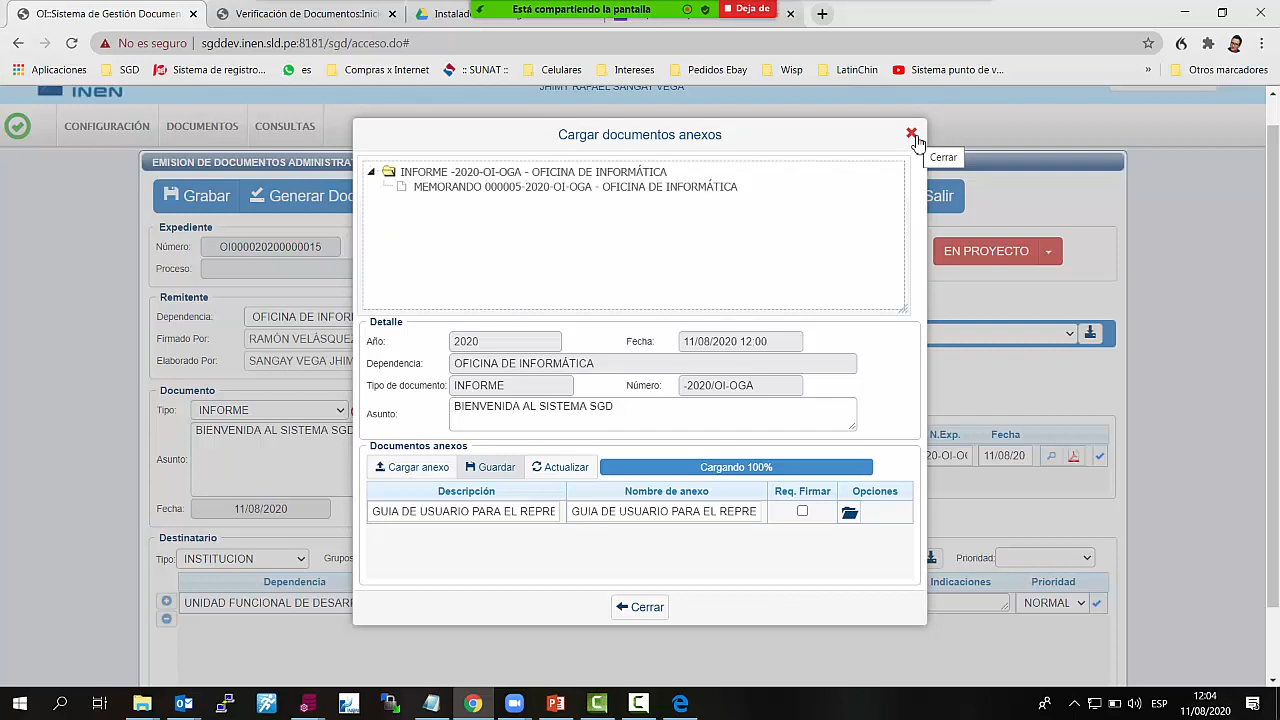 OI:Sistema de Gestión Documen
Verificación de Documentos:Inici
Instalado
Está compartiendo la pantalla
Deja de
No es seguro
sgddev.inen.sld.pe:8181/sgd/acceso.do#
Aplicaciones
SGD
Sistema de registro...
es
Compras x Internet
:: SUNAT ::
Celulares
Intereses
Pedidos Ebay
Wisp
LatinChin
Sistema punto de v...
»
Otros marcadores
INEN
JHIMY RAFAEL SANGAY VEGA
CONFIGURACIÓN
DOCUMENTOS
CONSULTAS
Cargar documentos anexos
Cerrar
EMISION DE DOCUMENTOS ADMINISTRAT
Grabar
Generar Doc
Salir
INFORME -2020-OI-OGA - OFICINA DE INFORMÁTICA
MEMORANDO 000005-2020-OI-OGA - OFICINA DE INFORMÁTICA
Expediente
Número:
OI000020200000015
Proceso:
EN PROYECTO
Remitente
Dependencia:
OFICINA DE INFOR
Firmado Por:
RAMÓN VELÁSQUE
Elaborado Por:
SANGAY VEGA JHIM
Detalle
Año:
2020
Fecha:
11/08/2020 12:00
Dependencia:
OFICINA DE INFORMÁTICA
Tipo de documento:
INFORME
Número:
-2020/OI-OGA
Asunto:
BIENVENIDA AL SISTEMA SGD
Documento
Tipo:
INFORME
Asunto:
BIENVENIDA AL SISTEMA SGD
Fecha:
11/08/2020
N.Exp.
Fecha
20-OI-O(
11/08/20
Documentos anexos
Cargar anexo
Guardar
Actualizar
Cargando 100%
Descripción
Nombre de anexo
Req. Firmar
Opciones
GUIA DE USUARIO PARA EL REPRE
GUIA DE USUARIO PARA EL REPRE
Destinatario
Tipo:
INSTITUCION
Grupos
Prioridad:
Dependencia
Indicaciones
Prioridad
UNIDAD FUNCIONAL DE DESARR
NORMAL
Cerrar
ESP
12:04
11/08/2020